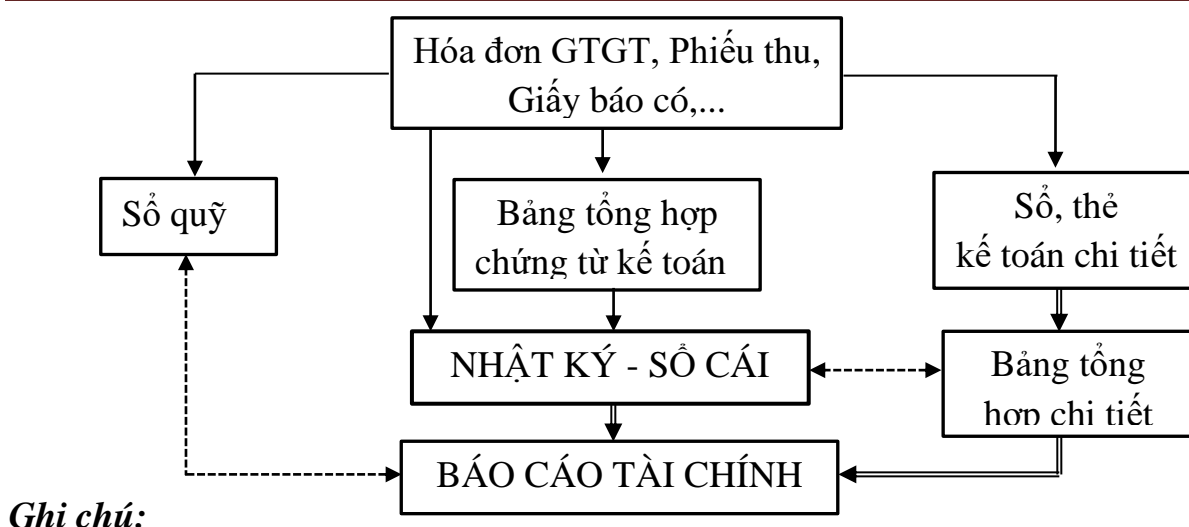 Hóa đơn GTGT, Phiếu thu,
Giấy báo có,...
Sổ quỹ
Bảng tổng hợp
chứng từ kế toán
Sổ, thẻ
kế toán chi tiết
NHẬT KÝ - SỔ CÁI
Bảng tổng
hợp chi tiết
BÁO CÁO TÀI CHÍNH
Ghi chú: